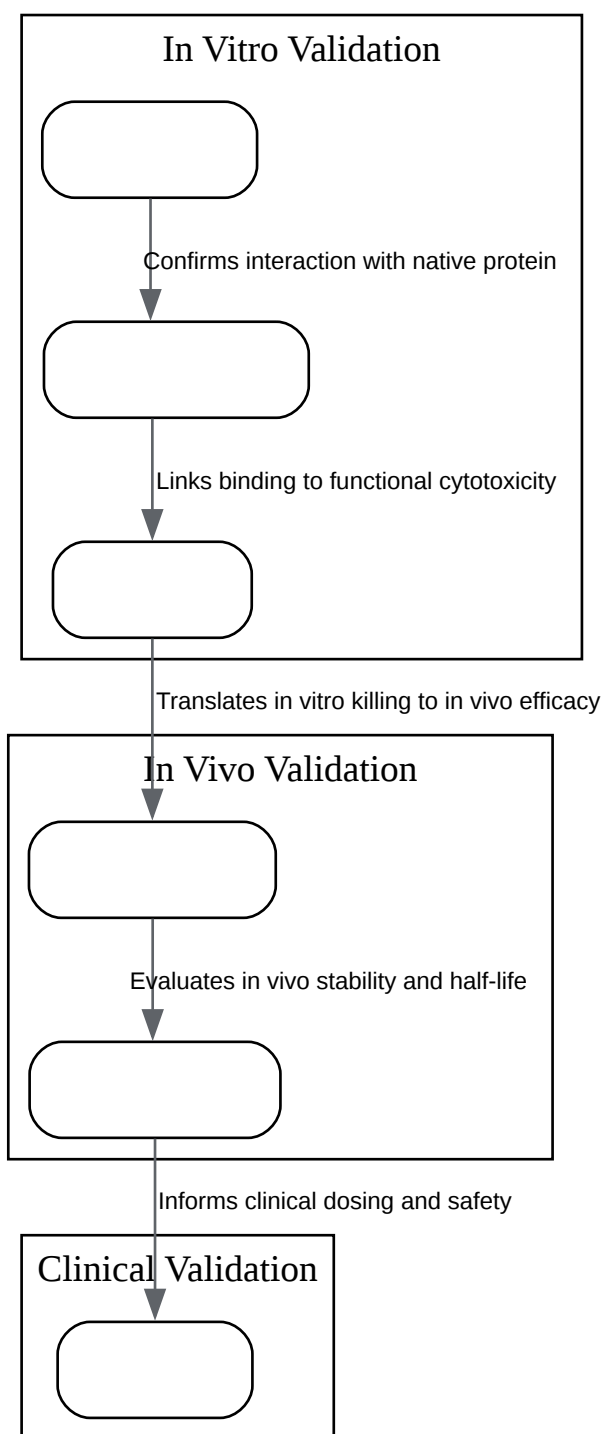 In Vitro Validation
Confirms interaction with native protein
Links binding to functional cytotoxicity
Translates in vitro killing to in vivo efficacy
In Vivo Validation
Evaluates in vivo stability and half-life
Informs clinical dosing and safety
Clinical Validation